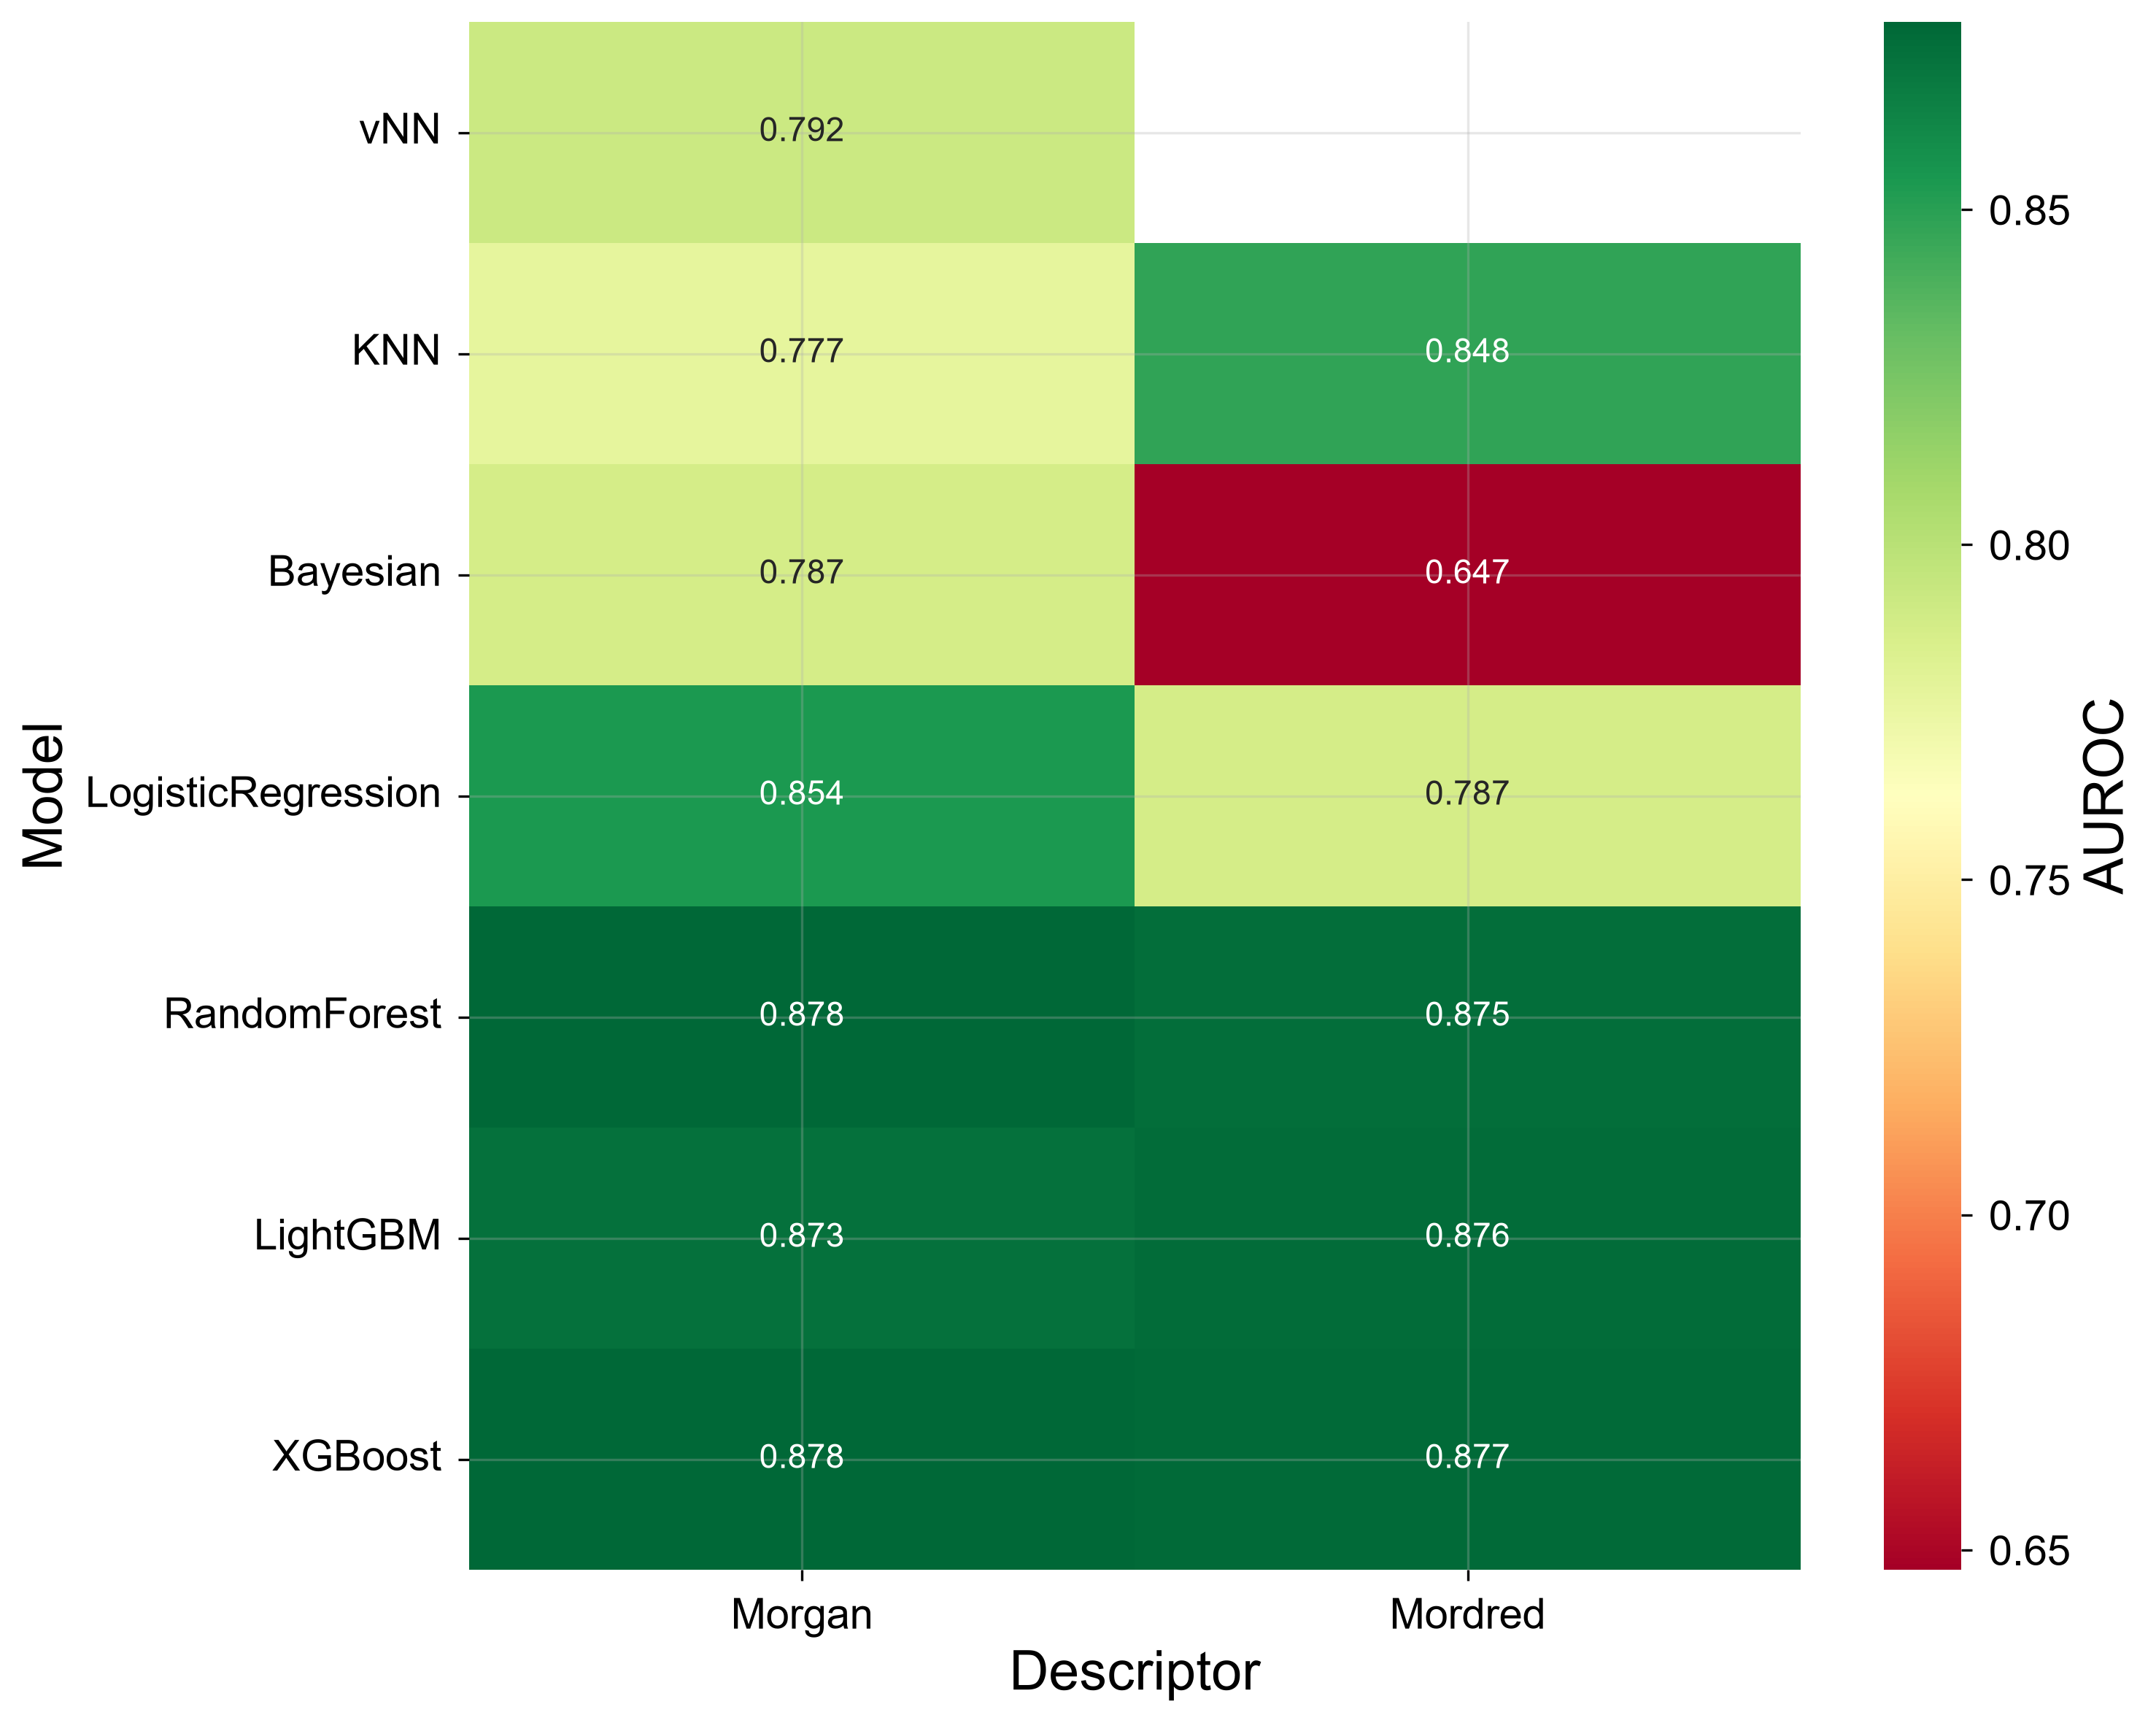 vNN 0.792
KNN 0.777 0.848
Bayesian 0.787 0.647
LogisticRegression 0.854 0.787
RandomForest 0.878 0.875
LightGBM 0.873 0.876
XGBoost 0.878 0.877
Morgan Mordred
Descriptor
Model
0.85
0.80
0.75
0.70
0.65
AUROC